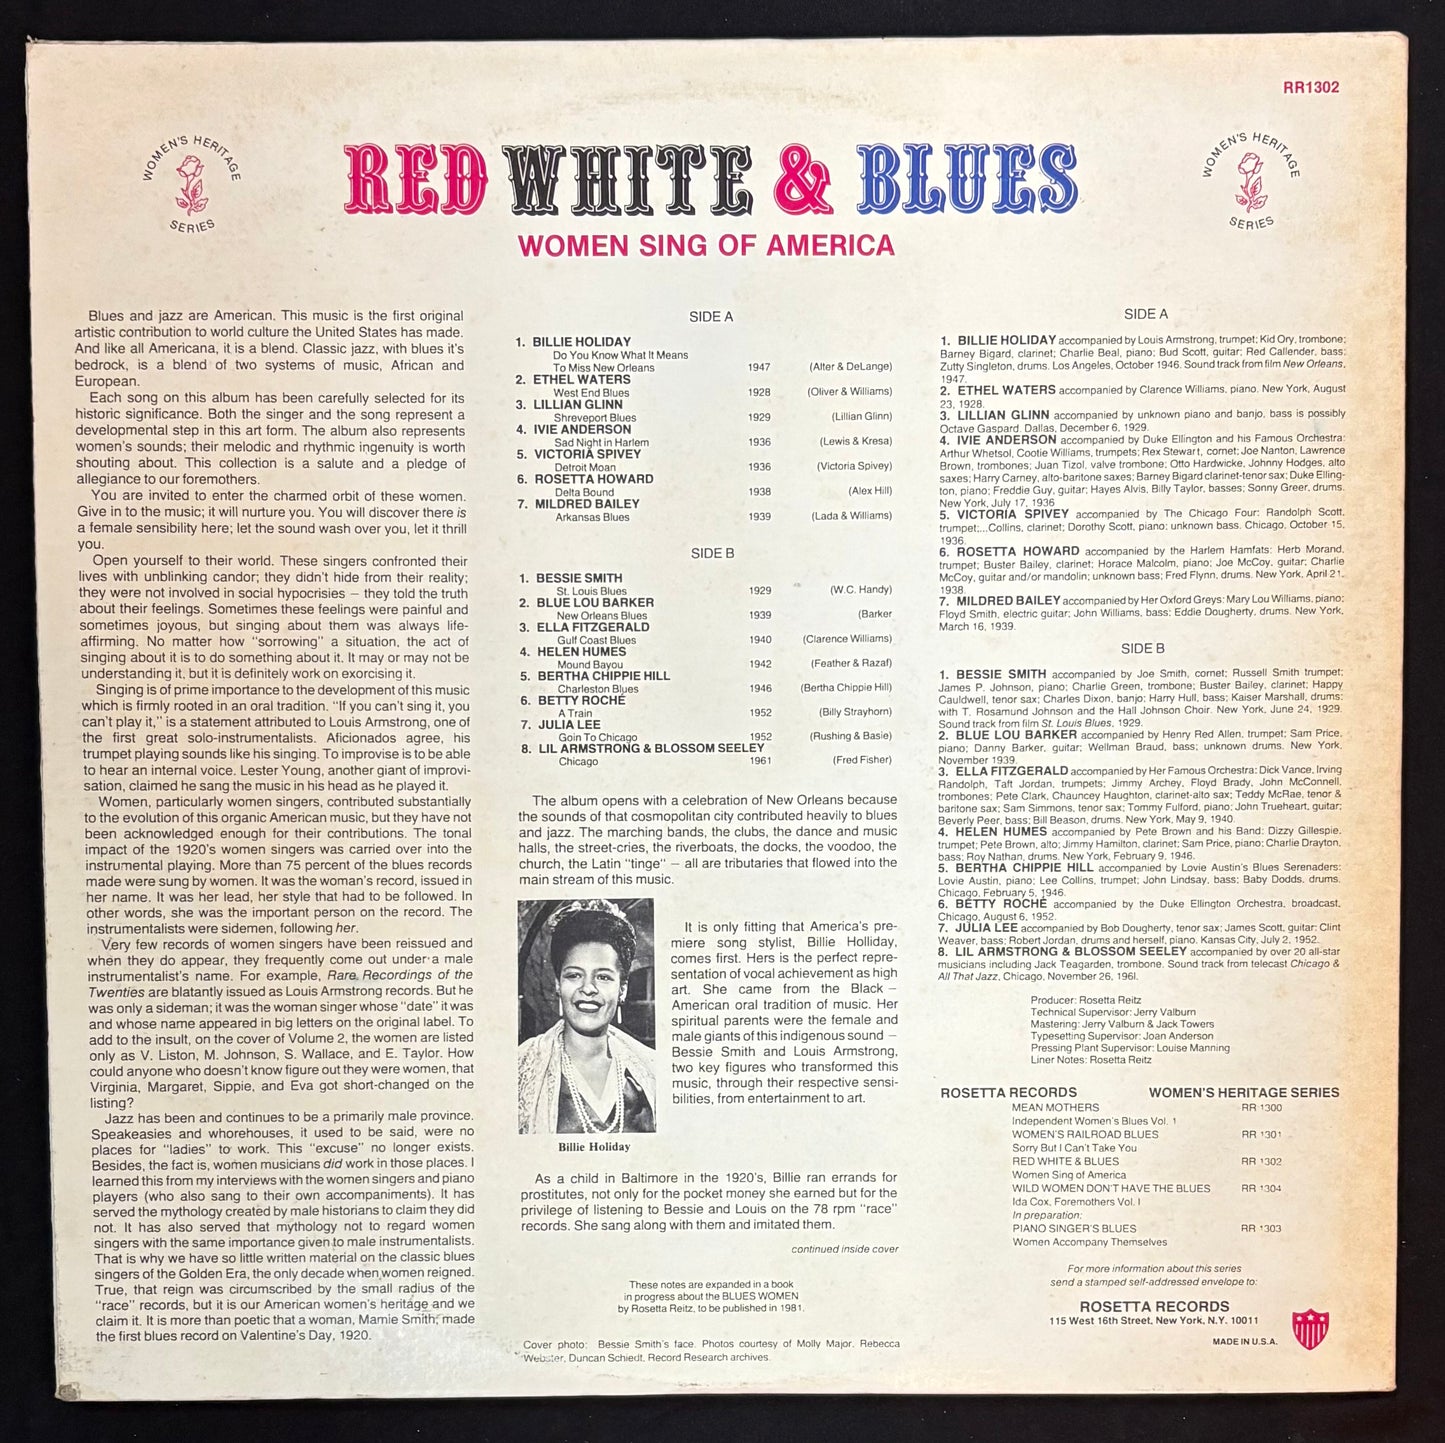 RR1302
WOMEN'S HERITAGE
SERIES
RED WHITE & BLUES
WOMEN'S HERITAGE
SERIES
WOMEN SING OF AMERICA
Blues and jazz are American. This music is the first original
artistic contribution to world culture the United States has made.
And like all Americana, it is a blend. Classic jazz, with blues it's
bedrock, is a blend of two systems of music, African and
European.
Each song on this album has been carefully selected for its
historic significance. Both the singer and the song represent a
developmental step in this art form. The album also represents
women's sounds; their melodic and rhythmic ingenuity is worth
shouting about. This collection is a salute and a pledge of
allegiance to our foremothers.
You are invited to enter the charmed orbit of these women.
Give in to the music; it will nurture you. You will discover there is
a female sensibility here; let the sound wash over you, let it thrill
you.
Open yourself to their world. These singers confronted their
lives with unblinking candor; they didn't hide from their reality;
they were not involved in social hypocrisies – they told the truth
about their feelings. Sometimes these feelings were painful and
sometimes joyous, but singing about them was always life-
affirming. No matter how "sorrowing" a situation, the act of
singing about it is to do something about it. It may or may not be
understanding it, but it is definitely work on exorcising it.
Singing is of prime importance to the development of this music
which is firmly rooted in an oral tradition. "If you can't sing it, you
can't play it," is a statement attributed to Louis Armstrong, one of
the first great solo-instrumentalists. Aficionados agree, his
trumpet playing sounds like his singing. To improvise is to be able
to hear an internal voice. Lester Young, another giant of improvi-
sation, claimed he sang the music in his head as he played it.
Women, particularly women singers, contributed substantially
to the evolution of this organic American music, but they have not
been acknowledged enough for their contributions. The tonal
impact of the 1920's women singers was carried over into the
instrumental playing. More than 75 percent of the blues records
made were sung by women. It was the woman's record, issued in
her name. It was her lead, her style that had to be followed. In
other words, she was the important person on the record. The
instrumentalists were sidemen, following her.
Very few records of women singers have been reissued and
when they do appear, they frequently come out under a male
instrumentalist's name. For example, Rare Recordings of the
Twenties are blatantly issued as Louis Armstrong records. But he
was only a sideman; it was the woman singer whose "date" it was
and whose name appeared in big letters on the original label. To
add to the insult, on the cover of Volume 2, the women are listed
only as V. Liston, M. Johnson, S. Wallace, and E. Taylor. How
could anyone who doesn't know figure out they were women, that
Virginia, Margaret, Sippie, and Eva got short-changed on the
listing?
Jazz has been and continues to be a primarily male province.
Speakeasies and whorehouses, it used to be said, were no
places for "ladies" to work. This "excuse" no longer exists.
Besides, the fact is, women musicians did work in those places. I
learned this from my interviews with the women singers and piano
players (who also sang to their own accompaniments). It has
served the mythology created by male historians to claim they did
not. It has also served that mythology not to regard women
singers with the same importance given to male instrumentalists.
That is why we have so little written material on the classic blues
singers of the Golden Era, the only decade when women reigned.
True, that reign was circumscribed by the small radius of the
"race" records, but it is our American women's heritage and we
claim it. It is more than poetic that a woman, Mamie Smith, made
the first blues record on Valentine's Day, 1920.
SIDE A
1. BILLIE HOLIDAY
Do You Know What It Means
To Miss New Orleans 1947 (Alter & DeLange)
2. ETHEL WATERS
West End Blues 1928 (Oliver & Williams)
3. LILLIAN GLINN
Shreveport Blues 1929 (Lillian Glinn)
4. IVIE ANDERSON
Sad Night in Harlem 1936 (Lewis & Kresa)
5. VICTORIA SPIVEY
Detroit Moan 1936 (Victoria Spivey)
6. ROSETTA HOWARD
Delta Bound 1938 (Alex Hill)
7. MILDRED BAILEY
Arkansas Blues 1939 (Lada & Williams)
SIDE B
1. BESSIE SMITH
St. Louis Blues 1929 (W.C. Handy)
2. BLUE LOU BARKER
New Orleans Blues 1939 (Barker
3. ELLA FITZGERALD
Gulf Coast Blues 1940 (Clarence Williams)
4. HELEN HUMES
Mound Bayou 1942 (Feather & Razaf)
5. BERTHA CHIPPIE HILL
Charleston Blues 1946 (Bertha Chippie Hill)
6. BETTY ROCHÉ
A Train 1952 (Billy Strayhorn)
7. JULIA LEE
Goin To Chicago 1952 (Rushing & Basie)
8. LIL ARMSTRONG & BLOSSOM SEELEY
Chicago 1961 (Fred Fisher)
The album opens with a celebration of New Orleans because
the sounds of that cosmopolitan city contributed heavily to blues
and jazz. The marching bands, the clubs, the dance and music
halls, the street-cries, the riverboats, the docks, the voodoo, the
church, the Latin "tinge" – all are tributaries that flowed into the
main stream of this music.
It is only fitting that America's pre-
miere song stylist, Billie Holliday,
comes first. Hers is the perfect repre-
sentation of vocal achievement as high
art. She came from the Black –
American oral tradition of music. Her
spiritual parents were the female and
male giants of this indigenous sound –
Bessie Smith and Louis Armstrong,
two key figures who transformed this
music, through their respective sensi-
bilities, from entertainment to art.
Billie Holiday
As a child in Baltimore in the 1920's, Billie ran errands for
prostitutes, not only for the pocket money she earned but for the
privilege of listening to Bessie and Louis on the 78 rpm "race"
records. She sang along with them and imitated them.
continued inside cover
These notes are expanded in a book
in progress about the BLUES WOMEN
by Rosetta Reitz, to be published in 1981.
Cover photo: Bessie Smith's face. Photos courtesy of Molly Major, Rebecca
Webster, Duncan Schiedt, Record Research archives.
SIDE A
1. BILLIE HOLIDAY accompanied by Louis Armstrong, trumpet; Kid Ory, trombone;
Barney Bigard, clarinet; Charlie Beal, piano; Bud Scott, guitar; Red Callender, bass;
Zutty Singleton, drums. Los Angeles, October 1946. Sound track from film New Orleans,
1947.
2. ETHEL WATERS accompanied by Clarence Williams, piano. New York, August
23, 1928.
3. LILLIAN GLINN accompanied by unknown piano and banjo, bass is possibly
Octave Gaspard. Dallas, December 6, 1929.
4. IVIE ANDERSON accompanied by Duke Ellington and his Famous Orchestra:
Arthur Whetsol, Cootie Williams, trumpets; Rex Stewart, cornet; Joe Nanton, Lawrence
Brown, trombones; Juan Tizol, valve trombone; Otto Hardwicke, Johnny Hodges, alto
saxes; Harry Carney, alto-baritone saxes; Barney Bigard clarinet-tenor sax; Duke Elling-
ton, piano; Freddie Guy, guitar; Hayes Alvis, Billy Taylor, basses; Sonny Greer, drums.
New York, July 17, 1936
5. VICTORIA SPIVEY accompanied by The Chicago Four: Randolph Scott,
trumpet;...Collins, clarinet; Dorothy Scott, piano; unknown bass. Chicago, October 15,
1936.
6. ROSETTA HOWARD accompanied by the Harlem Hamfats: Herb Morand,
trumpet; Buster Bailey, clarinet; Horace Malcolm, piano; Joe McCoy, guitar; Charlie
McCoy, guitar and/or mandolin; unknown bass; Fred Flynn, drums. New York, April 21,
1938.
7. MILDRED BAILEY accompanied by Her Oxford Greys: Mary Lou Williams, piano;
Floyd Smith, electric guitar; John Williams, bass; Eddie Dougherty, drums. New York,
March 16, 1939.
SIDE B
1. BESSIE SMITH accompanied by Joe Smith, cornet; Russell Smith trumpet;
James P. Johnson, piano; Charlie Green, trombone; Buster Bailey, clarinet; Happy
Cauldwell, tenor sax; Charles Dixon, banjo; Harry Hull, bass; Kaiser Marshall, drums;
with T. Rosamund Johnson and the Hall Johnson Choir. New York, June 24, 1929.
Sound track from film St. Louis Blues, 1929.
2. BLUE LOU BARKER accompanied by Henry Red Allen, trumpet; Sam Price,
piano; Danny Barker, guitar; Wellman Braud, bass; unknown drums. New York,
November 1939.
3. ELLA FITZGERALD accompanied by Her Famous Orchestra: Dick Vance, Irving
Randolph, Taft Jordan, trumpets; Jimmy Archey, Floyd Brady, John McConnell,
trombones; Pete Clark, Chauncey Haughton, clarinet-alto sax; Teddy McRae, tenor &
baritone sax; Sam Simmons, tenor sax; Tommy Fulford, piano; John Trueheart, guitar;
Beverly Peer, bass; Bill Beason, drums. New York, May 9, 1940.
4. HELEN HUMES accompanied by Pete Brown and his Band: Dizzy Gillespie,
trumpet; Pete Brown, alto; Jimmy Hamilton, clarinet; Sam Price, piano; Charlie Drayton,
bass; Roy Nathan, drums. New York, February 9, 1946.
5. BERTHA CHIPPIE HILL accompanied by Lovie Austin's Blues Serenaders:
Lovie Austin, piano; Lee Collins, trumpet; John Lindsay, bass; Baby Dodds, drums.
Chicago, February 5, 1946.
6. BETTY ROCHÉ accompanied by the Duke Ellington Orchestra, broadcast,
Chicago, August 6, 1952.
7. JULIA LEE accompanied by Bob Dougherty, tenor sax; James Scott, guitar; Clint
Weaver, bass; Robert Jordan, drums and herself, piano. Kansas City, July 2, 1952.
8. LIL ARMSTRONG & BLOSSOM SEELEY accompanied by over 20 all-star
musicians including Jack Teagarden, trombone. Sound track from telecast Chicago &
All That Jazz, Chicago, November 26, 1961.
Producer: Rosetta Reitz
Technical Supervisor: Jerry Valburn
Mastering: Jerry Valburn & Jack Towers
Typesetting Supervisor: Joan Anderson
Pressing Plant Supervisor: Louise Manning
Liner Notes: Rosetta Reitz
ROSETTA RECORDS WOMEN'S HERITAGE SERIES
MEAN MOTHERS RR 1300
Independent Women's Blues Vol. 1
WOMEN'S RAILROAD BLUES RR 1301
Sorry But I Can't Take You
RED WHITE & BLUES RR 1302
Women Sing of America
WILD WOMEN DON'T HAVE THE BLUES RR 1304
Ida Cox, Foremothers Vol. I
In preparation:
PIANO SINGER'S BLUES RR 1303
Women Accompany Themselves
For more information about this series
send a stamped self-addressed envelope to:
ROSETTA RECORDS
115 West 16th Street, New York, N.Y. 10011
MADE IN U.S.A.